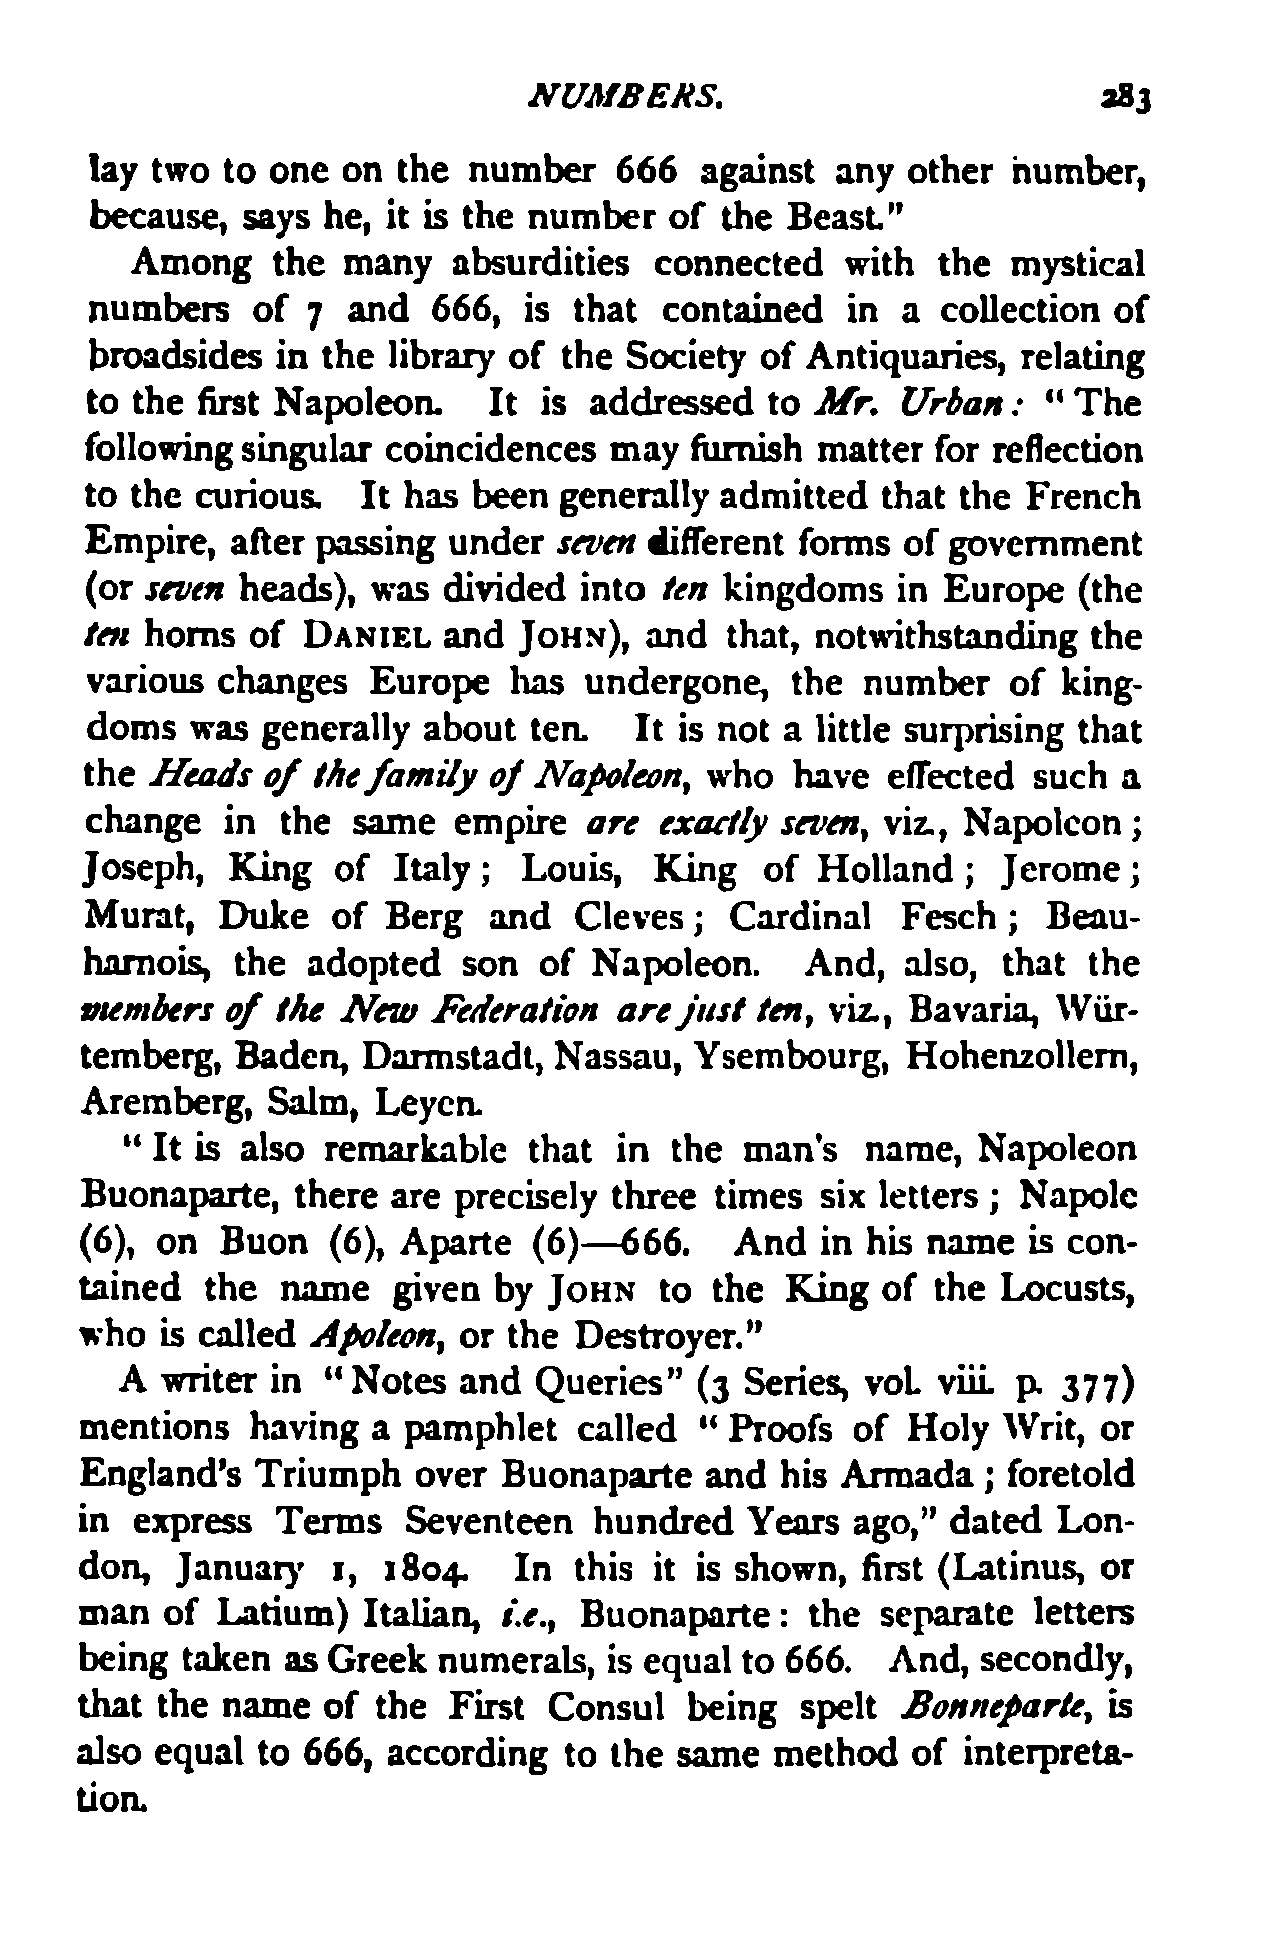 NUMBERS. 283
lay two to one on the number 666 against any other number,
because, says he, it is the number of the Beast."
Among the many absurdities connected with the mystical
numbers of 7 and 666, is that contained in a collection of
broadsides in the library of the Society of Antiquaries, relating
to the first Napoleon. It is addressed to Mr. Urban: "The
following singular coincidences may furnish matter for reflection
to the curious. It has been generally admitted that the French
Empire, after passing under seven different forms of government
(or seven heads), was divided into ten kingdoms in Europe (the
ten horns of DANIEL and JOHN), and that, notwithstanding the
various changes Europe has undergone, the number of king-
doms was generally about ten. It is not a little surprising that
the Heads of the family of Napoleon, who have effected such a
change in the same empire are exactly seven, viz., Napoleon;
Joseph, King of Italy; Louis, King of Holland; Jerome;
Murat, Duke of Berg and Cleves; Cardinal Fesch; Beau-
harnois, the adopted son of Napoleon. And, also, that the
members of the New Federation are just ten, viz., Bavaria, Wür-
temberg, Baden, Darmstadt, Nassau, Ysembourg, Hohenzollern,
Aremberg, Salm, Leyen.
"It is also remarkable that in the man's name, Napoleon
Buonaparte, there are precisely three times six letters; Napole
(6), on Buon (6), Aparte (6)—666. And in his name is con-
tained the name given by JOHN to the King of the Locusts,
who is called Apoleon, or the Destroyer."
A writer in "Notes and Queries" (3 Series, vol. viii. p. 377)
mentions having a pamphlet called "Proofs of Holy Writ, or
England's Triumph over Buonaparte and his Armada; foretold
in express Terms Seventeen hundred Years ago," dated Lon-
don, January 1, 1804. In this it is shown, first (Latinus, or
man of Latium) Italian, i.e., Buonaparte: the separate letters
being taken as Greek numerals, is equal to 666. And, secondly,
that the name of the First Consul being spelt Bonneparte, is
also equal to 666, according to the same method of interpreta-
tion.